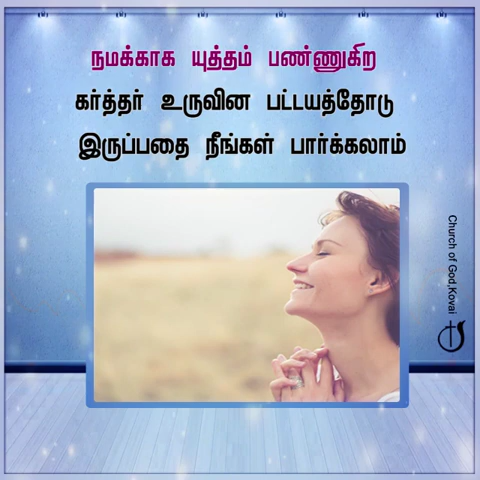 நமக்காக யுத்தம் பண்ணுகிற
கர்த்தர் உருவின பட்டயத்தோடு
இருப்பதை நீங்கள் பார்க்கலாம்
Church of God,Kovai